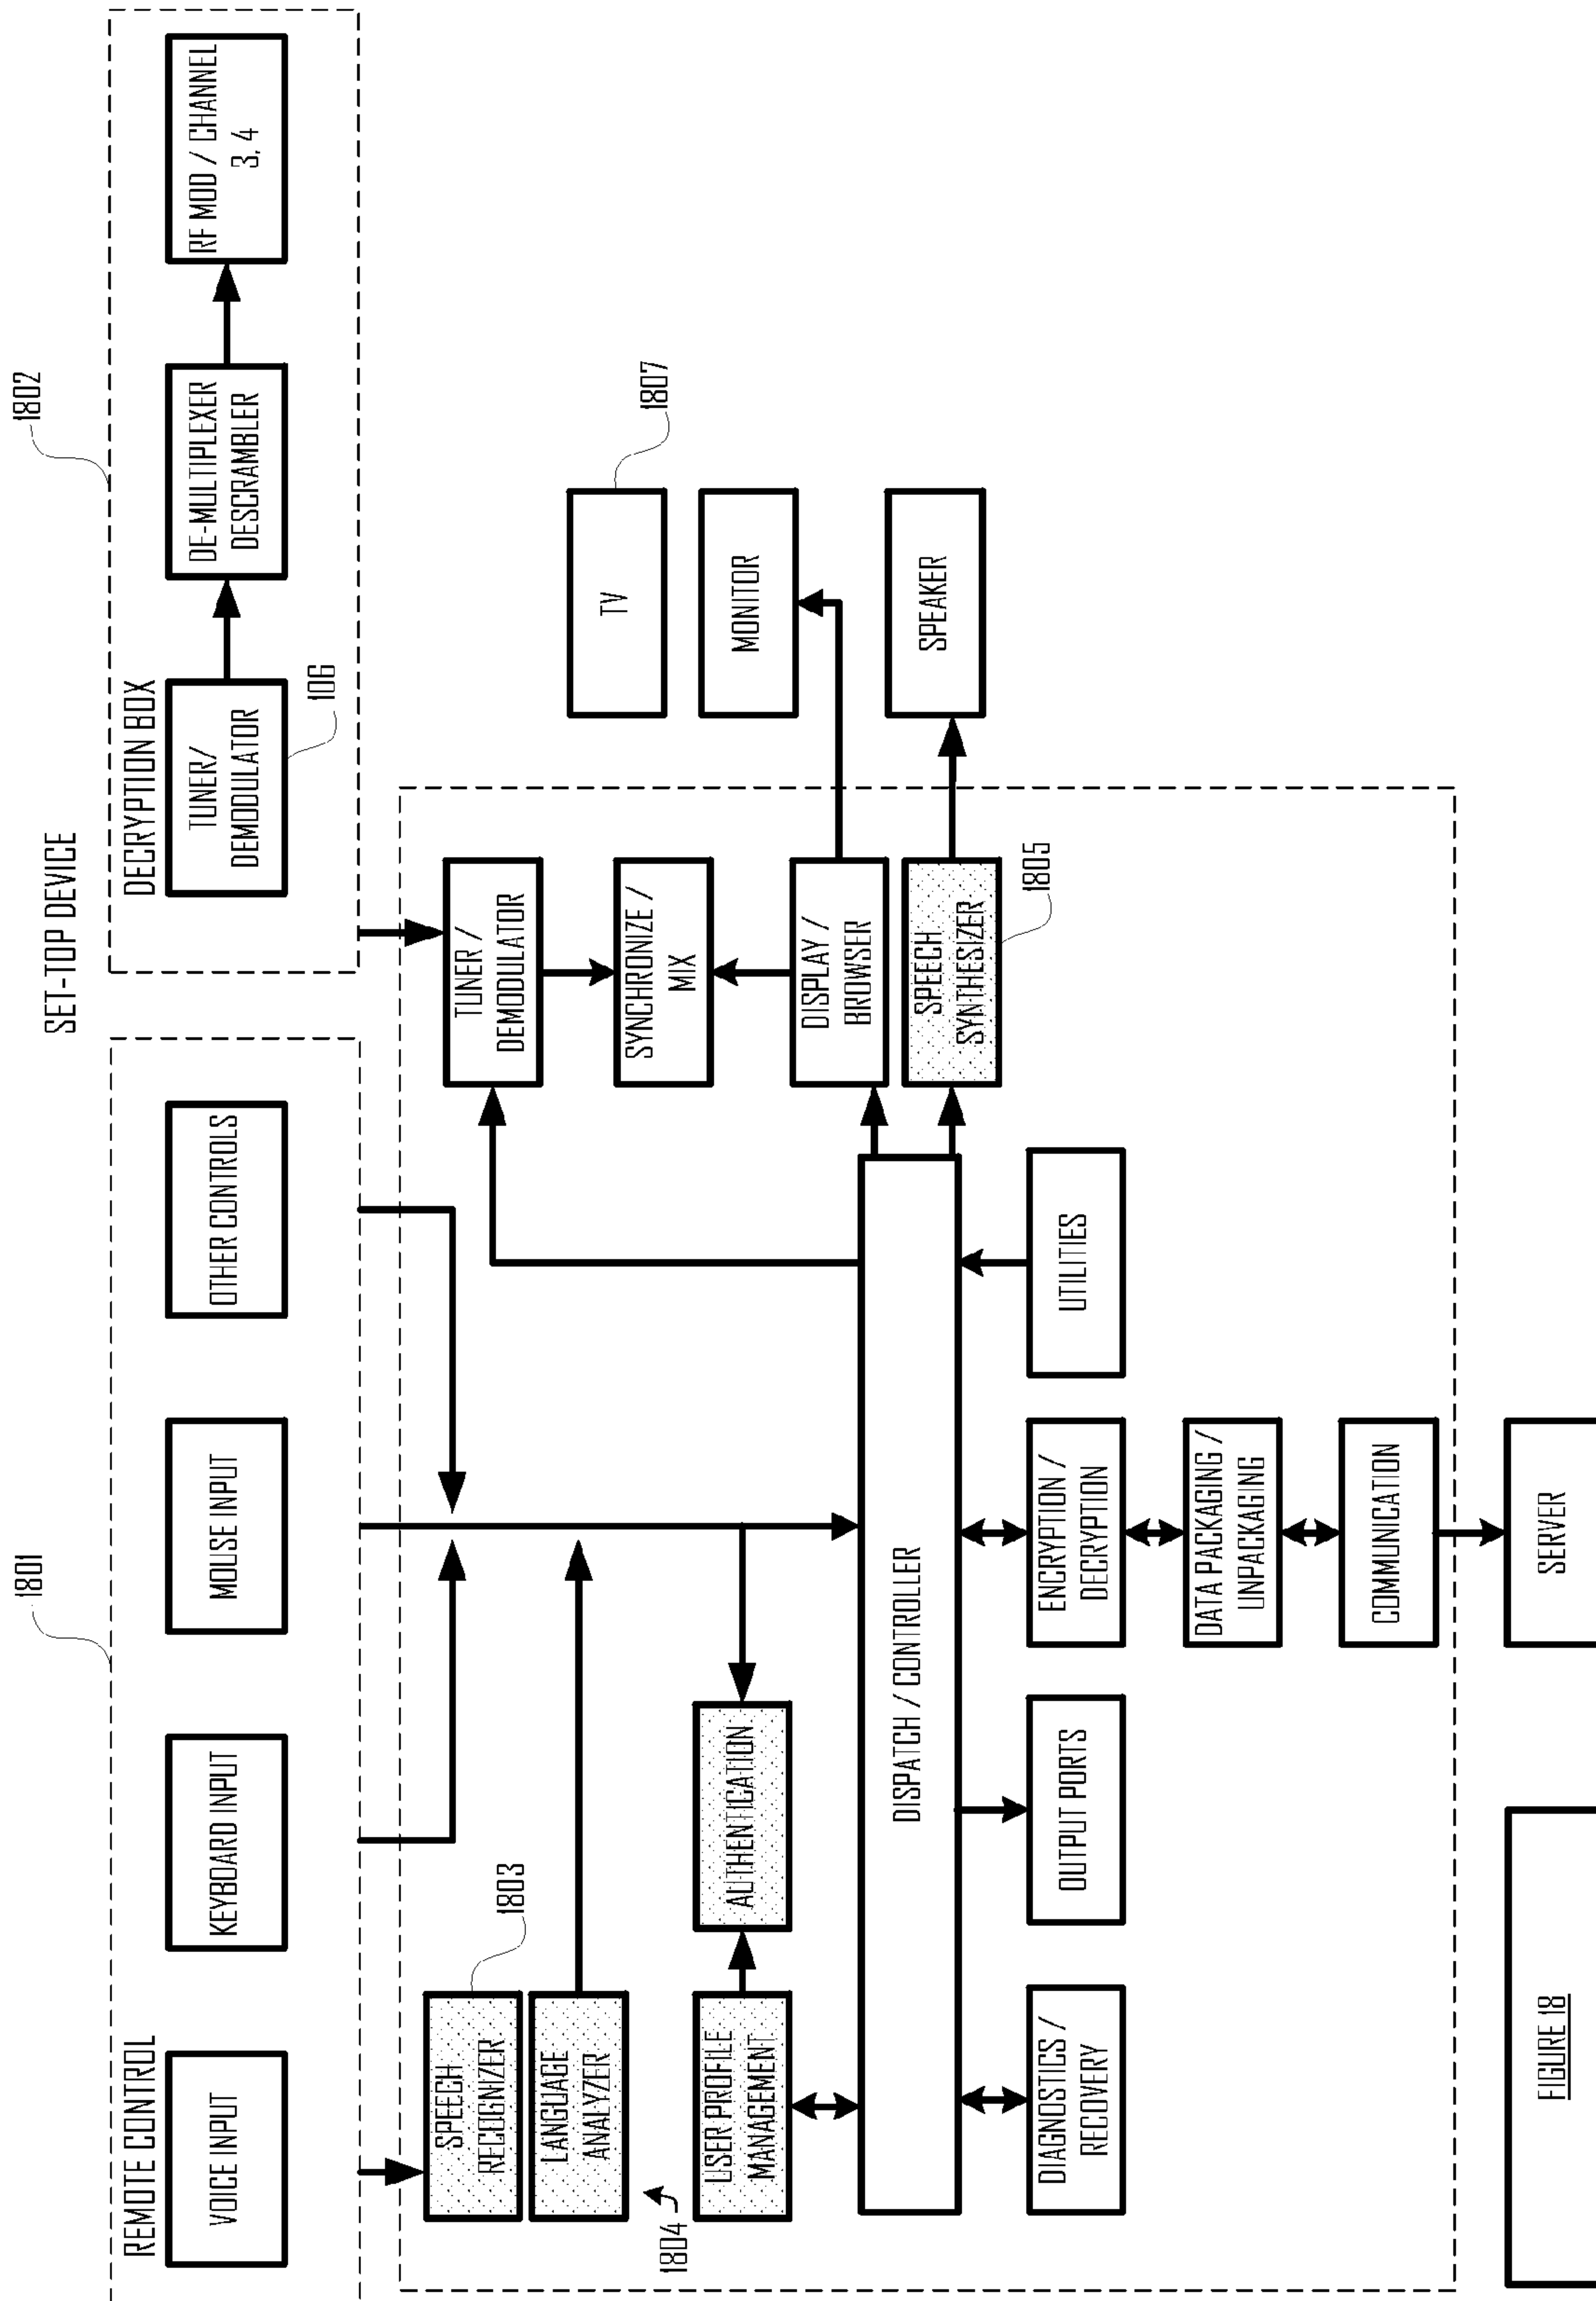 SET-TOP DEVICE
1801
1802
REMOTE CONTROL
VOICE INPUT
KEYBOARD INPUT
MOUSE INPUT
OTHER CONTROLS
DECRYPTION BOX
TUNER/
DEMODULATOR
106
DE-MULTIPLEXER
DESCRAMBLER
RF MOD / CHANNEL
3, 4
SPEECH
RECOGNIZER
1803
LANGUAGE
ANALYZER
1804
USER PROFILE
MANAGEMENT
AUTHENTICATION
TUNER /
DEMODULATOR
SYNCHRONIZE /
MIX
DISPLAY /
BROWSER
SPEECH
SYNTHESIZER
1805
TV
1807
MONITOR
SPEAKER
DISPATCH / CONTROLLER
DIAGNOSTICS /
RECOVERY
OUTPUT PORTS
ENCRYPTION /
DECRYPTION
UTILITIES
DATA PACKAGING /
UNPACKAGING
COMMUNICATION
SERVER
FIGURE 18